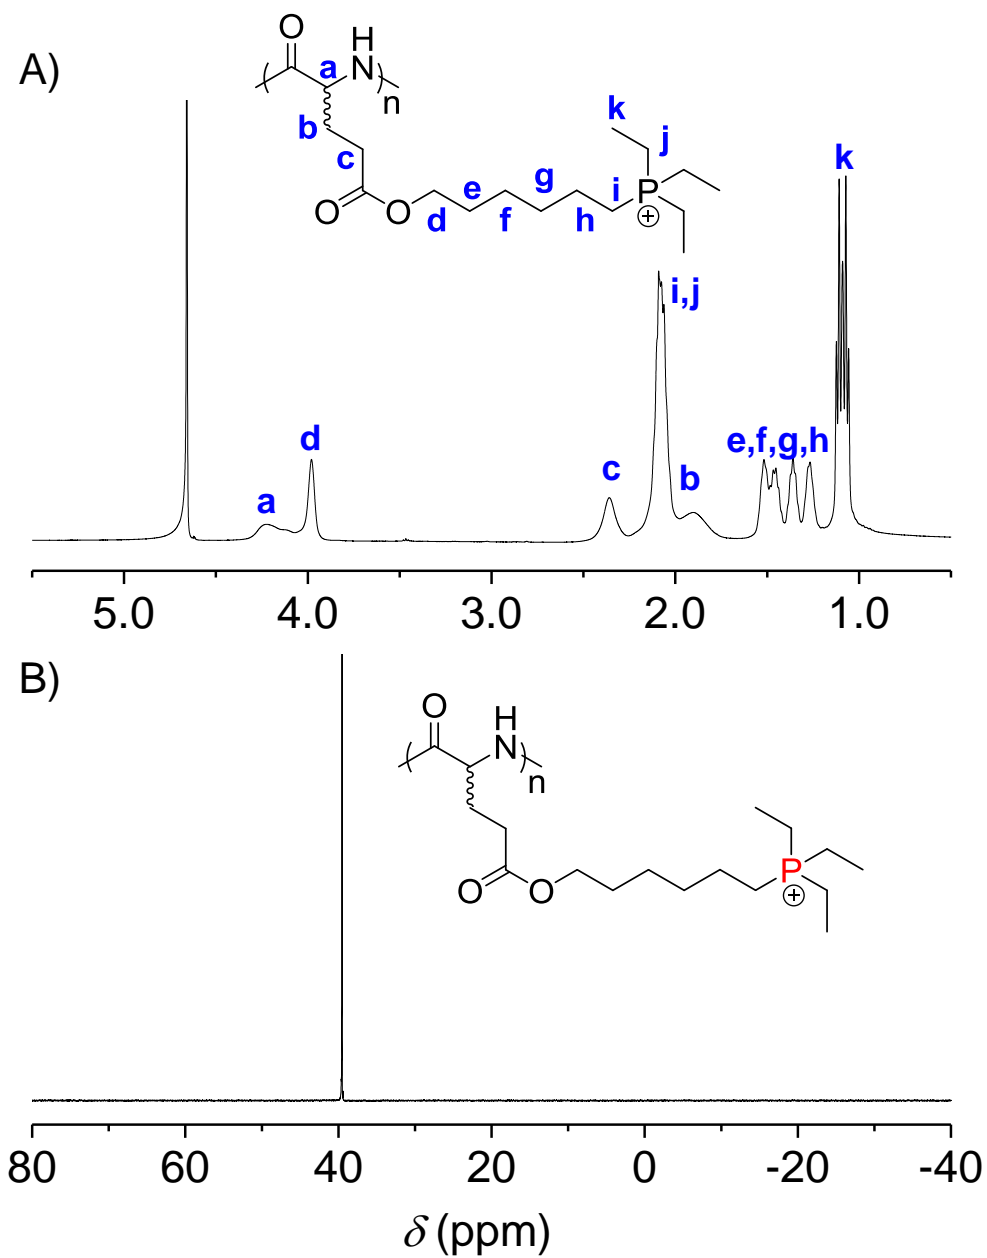 A)
O
H
a N
n
b
k
c
j
k
e
g
i P
O O
d
f
h
⊕
i,j
d
e,f,g,h
c
b
a
5.0 4.0 3.0 2.0 1.0
B)
O
H
N
n
O O
P
⊕
80 60 40 20 0 -20 -40
δ (ppm)